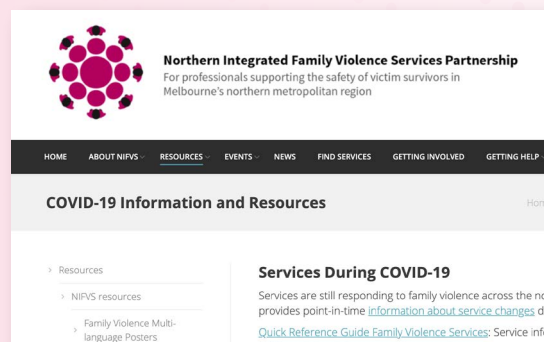 Northern Integrated Family Violence Services Partnership
For professionals supporting the safety of victim survivors in
Melbourne's northern metropolitan region
HOME ABOUT NIFVS RESOURCES EVENTS NEWS FIND SERVICES GETTING INVOLVED GETTING HELP
COVID-19 Information and Resources
Resources
NIFVS resources
Family Violence Multi-
language Posters
Services During COVID-19
Services are still responding to family violence across the
provides point-in-time information about service changes
Quick Reference Guide Family Violence Services: Service